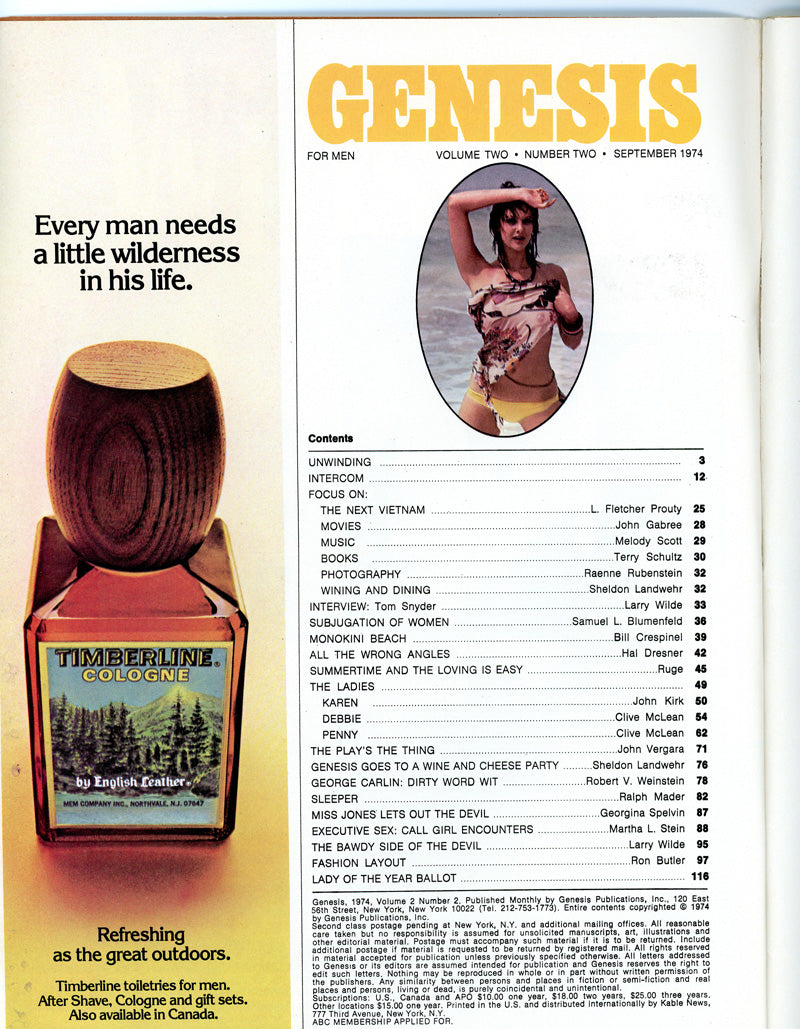 Every man needs
a little wilderness
in his life.
TIMBERLINE®
COLOGNE
by English Leather®
MEM COMPANY INC., NORTHVALE, N.J. 07647
Refreshing
as the great outdoors.
Timberline toiletries for men.
After Shave, Cologne and gift sets.
Also available in Canada.
GENESIS
FOR MEN VOLUME TWO • NUMBER TWO • SEPTEMBER 1974
Contents
UNWINDING 3
INTERCOM 12
FOCUS ON:
THE NEXT VIETNAM L. Fletcher Prouty 25
MOVIES John Gabree 28
MUSIC Melody Scott 29
BOOKS Terry Schultz 30
PHOTOGRAPHY Raenne Rubenstein 32
WINING AND DINING Sheldon Landwehr 32
INTERVIEW: Tom Snyder Larry Wilde 33
SUBJUGATION OF WOMEN Samuel L. Blumenfeld 36
MONOKINI BEACH Bill Crespinel 39
ALL THE WRONG ANGLES Hal Dresner 42
SUMMERTIME AND THE LOVING IS EASY Ruge 45
THE LADIES 49
KAREN John Kirk 50
DEBBIE Clive McLean 54
PENNY Clive McLean 62
THE PLAY'S THE THING John Vergara 71
GENESIS GOES TO A WINE AND CHEESE PARTY Sheldon Landwehr 76
GEORGE CARLIN: DIRTY WORD WIT Robert V. Weinstein 78
SLEEPER Ralph Mader 82
MISS JONES LETS OUT THE DEVIL Georgina Spelvin 87
EXECUTIVE SEX: CALL GIRL ENCOUNTERS Martha L. Stein 88
THE BAWDY SIDE OF THE DEVIL Larry Wilde 95
FASHION LAYOUT Ron Butler 97
LADY OF THE YEAR BALLOT 116
Genesis, 1974, Volume 2 Number 2. Published Monthly by Genesis Publications, Inc., 120 East
56th Street, New York, New York 10022 (Tel. 212-753-1773). Entire contents copyrighted © 1974
by Genesis Publications, Inc.
Second class postage pending at New York, N.Y. and additional mailing offices. All reasonable
care taken but no responsibility is assumed for unsolicited manuscripts, art, illustrations and
other editorial material. Postage must accompany such material if it is to be returned. Include
additional postage if material is requested to be returned by registered mail. All rights reserved
in material accepted for publication unless previously specified otherwise. All letters addressed
to Genesis or its editors are assumed intended for publication and Genesis reserves the right to
edit such letters. Nothing may be reproduced in whole or in part without written permission of
the publishers. Any similarity between persons and places in fiction or semi-fiction and real
places and persons, living or dead, is purely coincidental and unintentional.
Subscriptions: U.S., Canada and APO $10.00 one year, $18.00 two years, $25.00 three years.
Other locations $15.00 one year. Printed in the U.S. and distributed Internationally by Kable News,
777 Third Avenue, New York, N.Y.
ABC MEMBERSHIP APPLIED FOR.